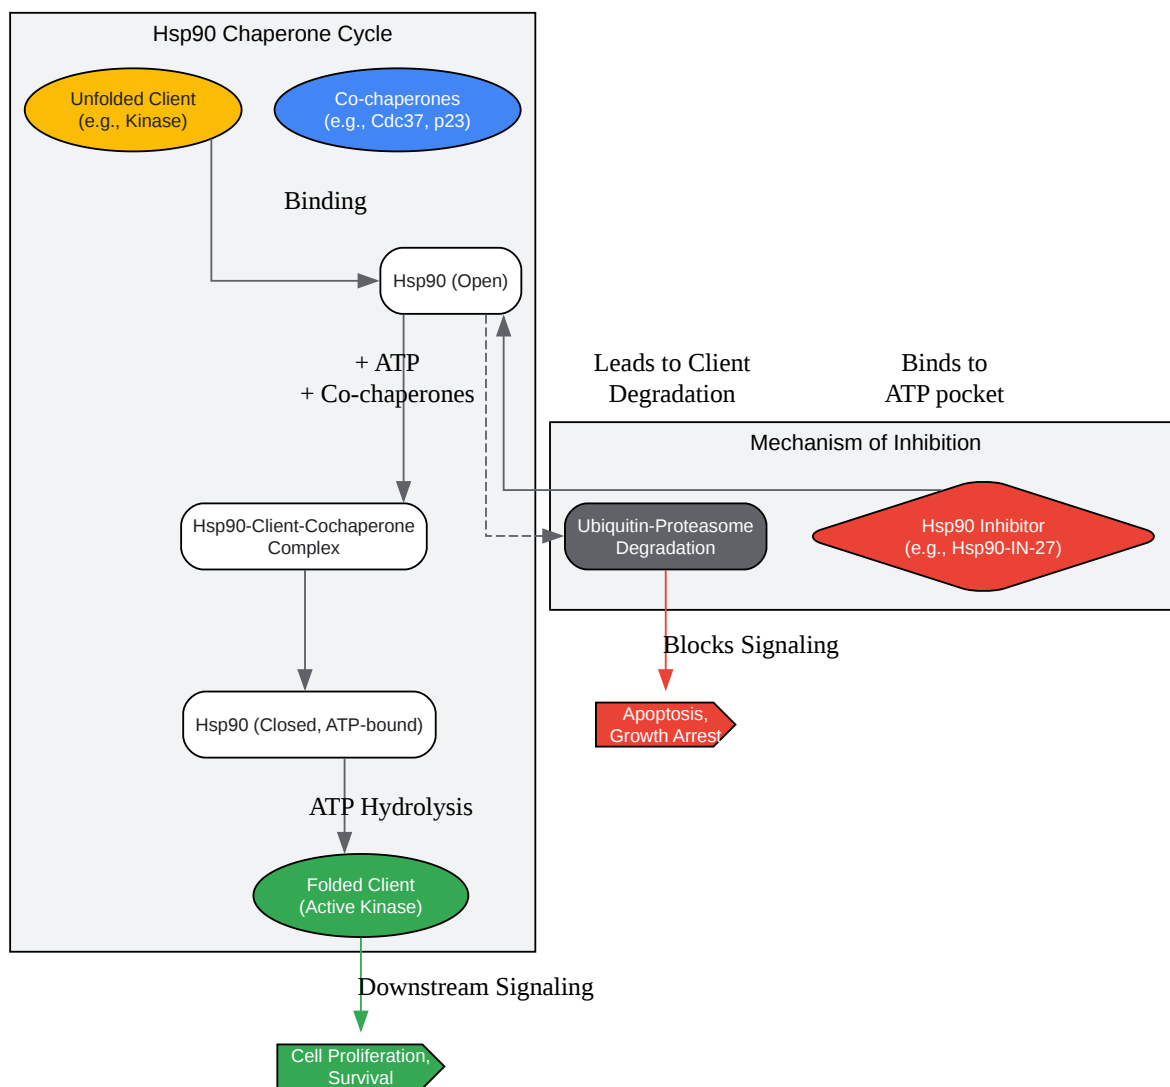 Hsp90 Chaperone Cycle
Unfolded Client
(e.g., Kinase)
Co-chaperones
(e.g., Cdc37, p23)
Binding
Hsp90 (Open)
+ ATP
+ Co-chaperones
Leads to Client
Degradation
Binds to
ATP pocket
Mechanism of Inhibition
Hsp90-Client-Cochaperone
Complex
Ubiquitin-Proteasome
Degradation
Hsp90 Inhibitor
(e.g., Hsp90-IN-27)
Blocks Signaling
Hsp90 (Closed, ATP-bound)
Apoptosis,
Growth Arrest
ATP Hydrolysis
Folded Client
(Active Kinase)
Downstream Signaling
Cell Proliferation,
Survival